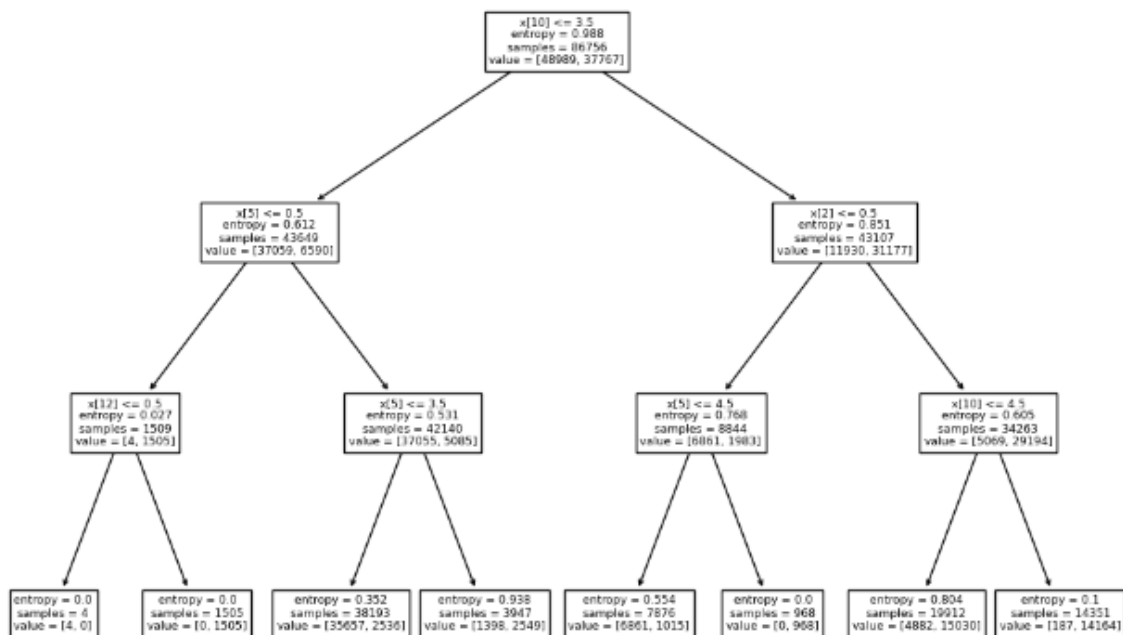 x[10] <= 3.5
entropy = 0.988
samples = 86756
value = [48989, 37767]
x[5] <= 0.5
entropy = 0.612
samples = 43649
value = [37059, 6590]
x[2] <= 0.5
entropy = 0.851
samples = 43107
value = [11930, 31177]
x[12] <= 0.5
entropy = 0.027
samples = 1509
value = [4, 1505]
x[5] <= 3.5
entropy = 0.531
samples = 42140
value = [37055, 5085]
x[5] <= 4.5
entropy = 0.768
samples = 8844
value = [6861, 1983]
x[10] <= 4.5
entropy = 0.605
samples = 34263
value = [5069, 29194]
entropy = 0.0
samples = 4
value = [4, 0]
entropy = 0.0
samples = 1505
value = [0, 1505]
entropy = 0.352
samples = 38193
value = [35657, 2536]
entropy = 0.938
samples = 3947
value = [1398, 2549]
entropy = 0.554
samples = 7876
value = [6861, 1015]
entropy = 0.0
samples = 968
value = [0, 968]
entropy = 0.804
samples = 19912
value = [4882, 15030]
entropy = 0.1
samples = 14351
value = [187, 14164]